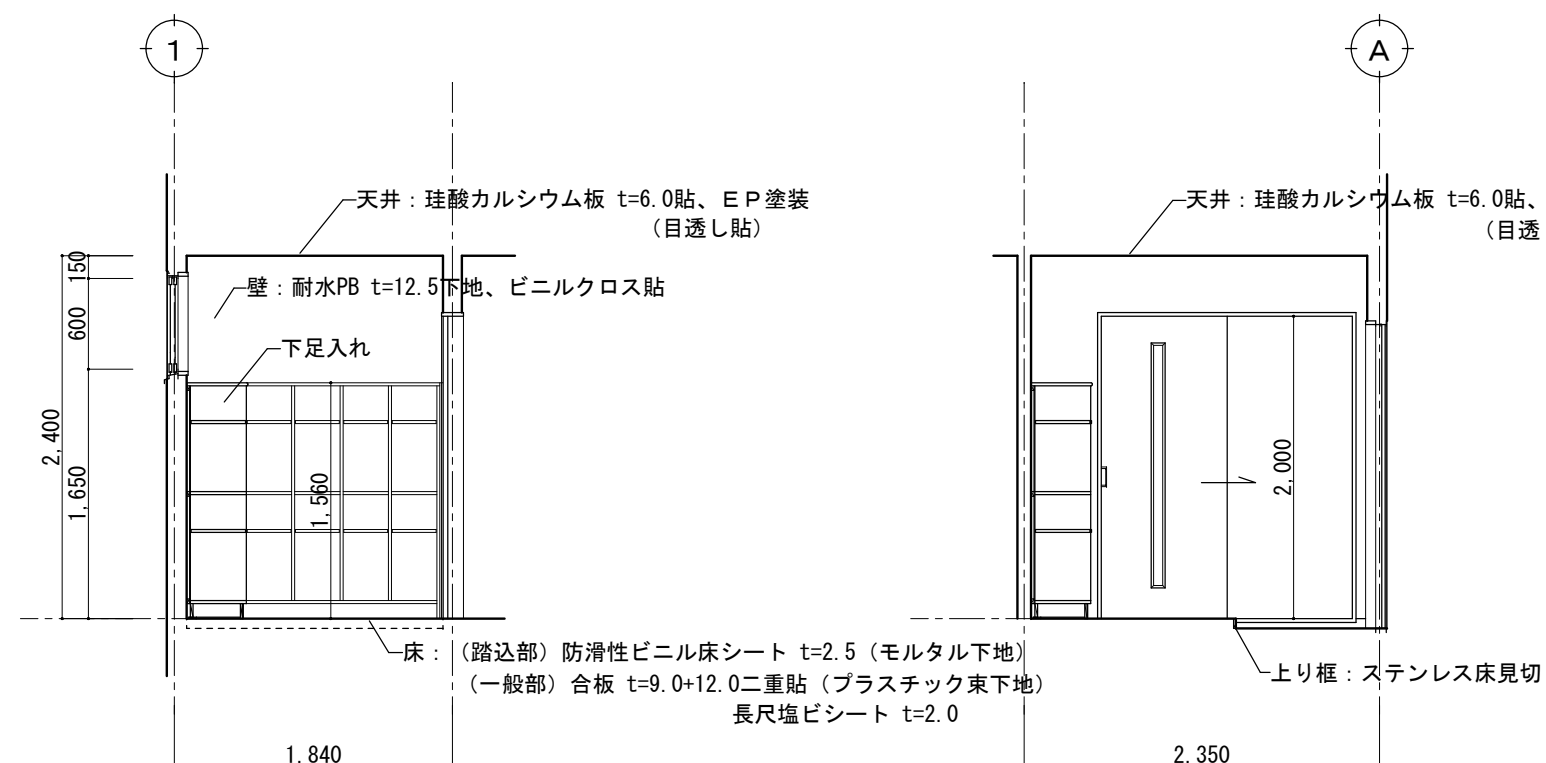 1
A
天井：珪酸カルシウム板 t=6.0貼、ＥＰ塗装
（目透し貼）
天井：珪酸カルシウム板 t=6.0貼、
（目透
150
壁：耐水PB t=12.5下地、ビニルクロス貼
600
下足入れ
2,400
1,650
1,560
2,000
床：（踏込部）防滑性ビニル床シート t=2.5（モルタル下地）
（一般部）合板 t=9.0+12.0二重貼（プラスチック束下地）
長尺塩ビシート t=2.0
上り框：ステンレス床見切
1,840
2,350